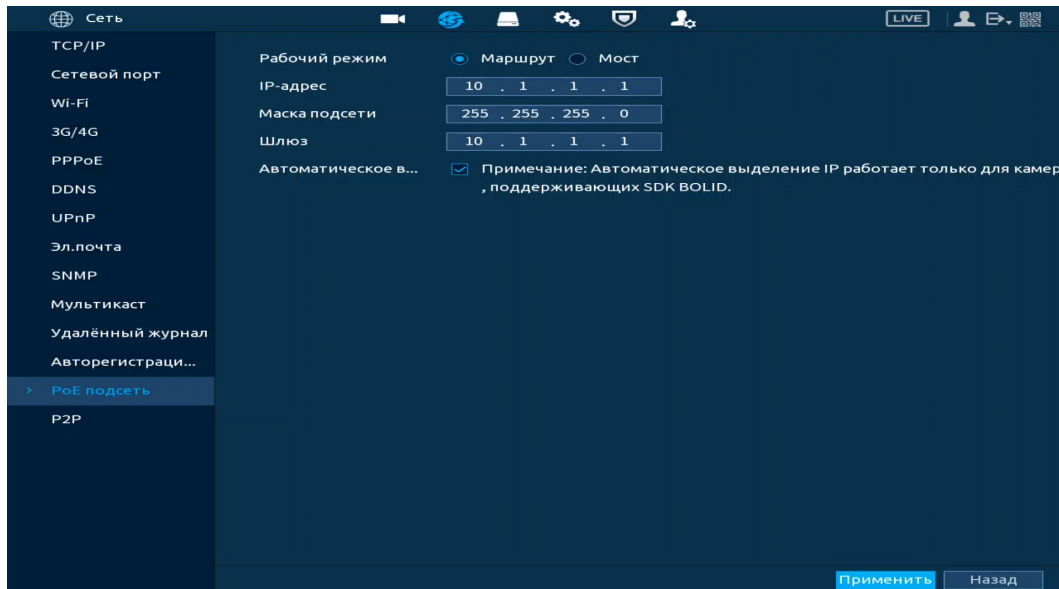 Сеть
LIVE
TCP/IP
Сетевой порт
Wi-Fi
3G/4G
PPPoE
DDNS
UPnP
Эл.почта
SNMP
Мультикаст
Удалённый журнал
Авторегистраци...
> PoE подсеть
P2P
Рабочий режим Маршрут Мост
IP-адрес 10 . 1 . 1 . 1
Маска подсети 255 . 255 . 255 . 0
Шлюз 10 . 1 . 1 . 1
Автоматическое в... Примечание: Автоматическое выделение IP работает только для камер
, поддерживающих SDK BOLID.
Применить Назад